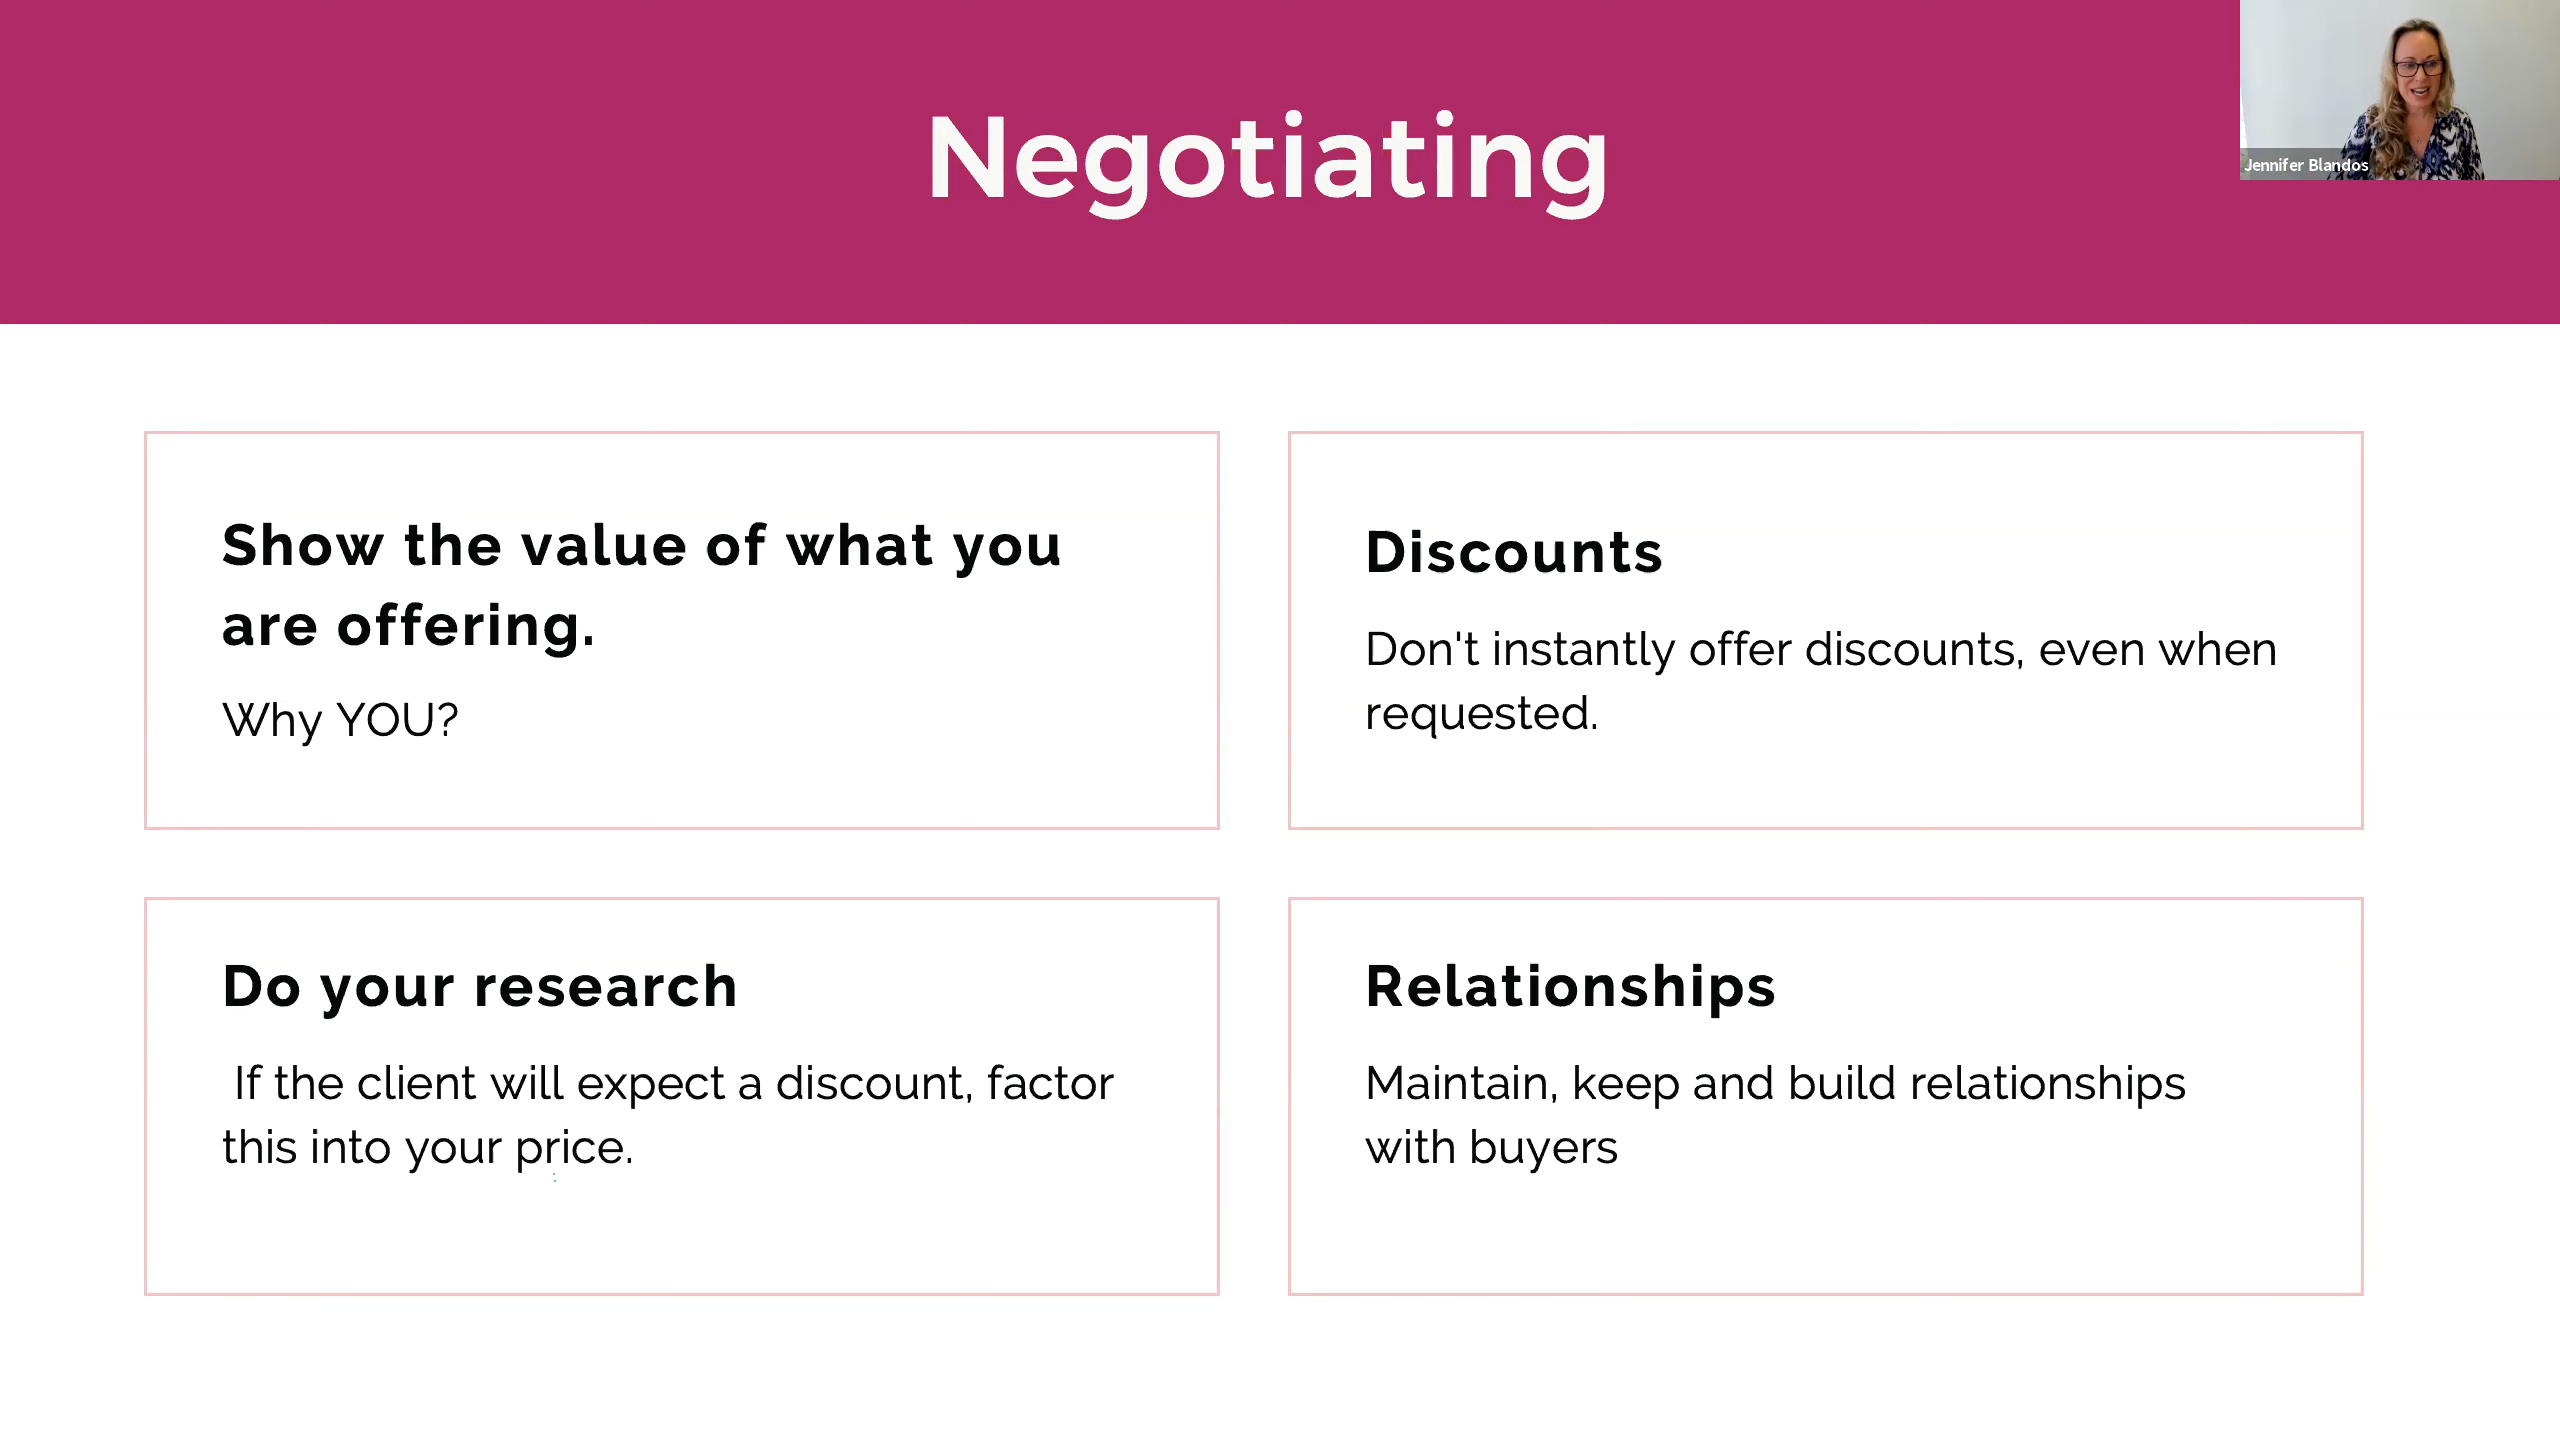 Negotiating
Jennifer Blandos
Show the value of what you
are offering.
Why YOU?
Discounts
Don't instantly offer discounts, even when
requested.
Do your research
If the client will expect a discount, factor
this into your price.
Relationships
Maintain, keep and build relationships
with buyers